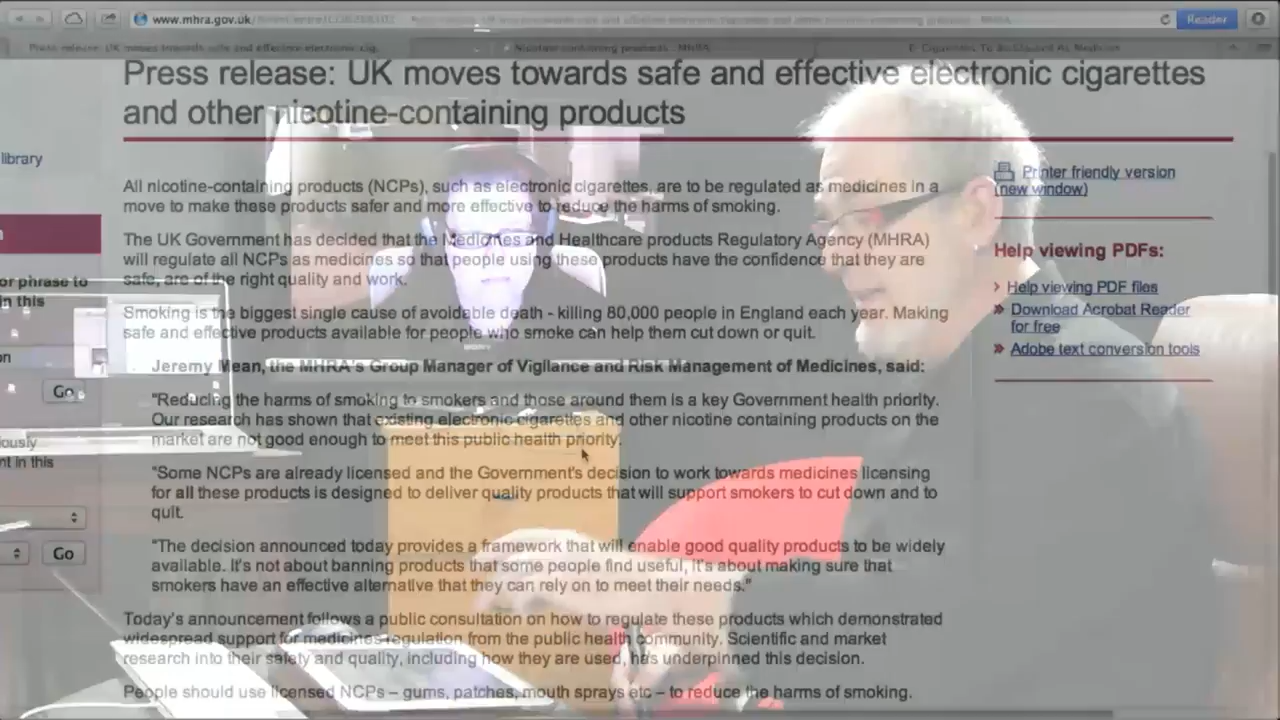 www.mhra.gov.uk
Reader
Press release: UK moves towards safe and effective electronic cig
Nicotine containing products - MHRA
E-Cigarettes To Be
As Medicine
Press release: UK moves towards safe and effective electronic cigarettes
and other nicotine-containing products
library
Printer friendly version
(new window)
All nicotine-containing products (NCPs), such as electronic cigarettes, are to be regulated as medicines in a
move to make these products safer and more effective to reduce the harms of smoking.
The UK Government has decided that the Medicines and Healthcare products Regulatory Agency (MHRA)
will regulate all NCPs as medicines so that people using these products have the confidence that they are
safe, are of the right quality and work.
Help viewing PDFs:
or phrase to
in this
Help viewing PDF files
Download Acrobat Reader
for free
Adobe text conversion tools
Smoking is the biggest single cause of avoidable death - killing 80,000 people in England each year. Making
safe and effective products available for people who smoke can help them cut down or quit.
on
Go
Jeremy Mean, the MHRA's Group Manager of Vigilance and Risk Management of Medicines, said:
"Reducing the harms of smoking to smokers and those around them is a key Government health priority.
Our research has shown that existing electronic cigarettes and other nicotine containing products on the
market are not good enough to meet this public health priority.
iously
nt in this
"Some NCPs are already licensed and the Government's decision to work towards medicines licensing
for all these products is designed to deliver quality products that will support smokers to cut down and to
quit.
Go
"The decision announced today provides a framework that will enable good quality products to be widely
available. It's not about banning products that some people find useful, it's about making sure that
smokers have an effective alternative that they can rely on to meet their needs."
Today's announcement follows a public consultation on how to regulate these products which demonstrated
widespread support for medicines regulation from the public health community. Scientific and market
research into their safety and quality, including how they are used, has underpinned this decision.
People should use licensed NCPs – gums, patches, mouth sprays etc – to reduce the harms of smoking.